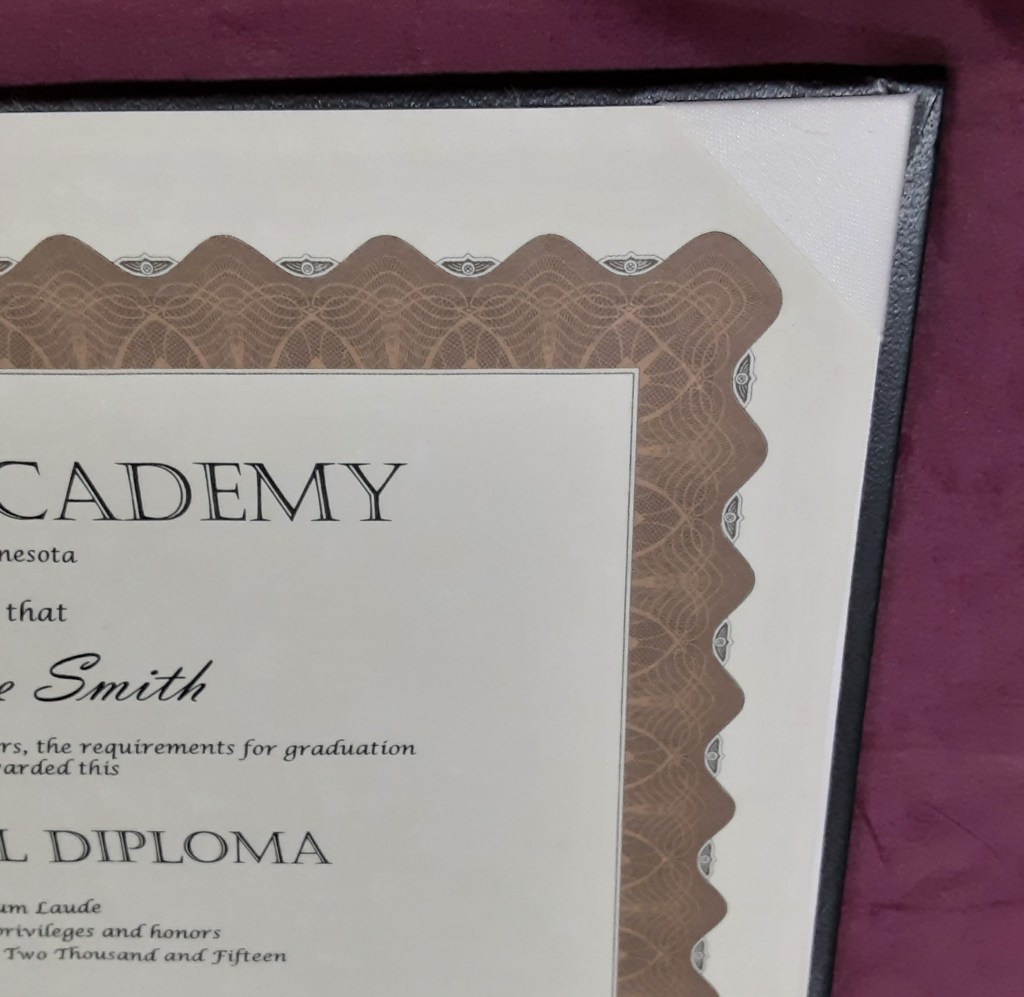 CADEMY
nesota
that
e Smith
rs, the requirements for graduation
arded this
L DIPLOMA
um Laude
privileges and honors
Two Thousand and Fifteen